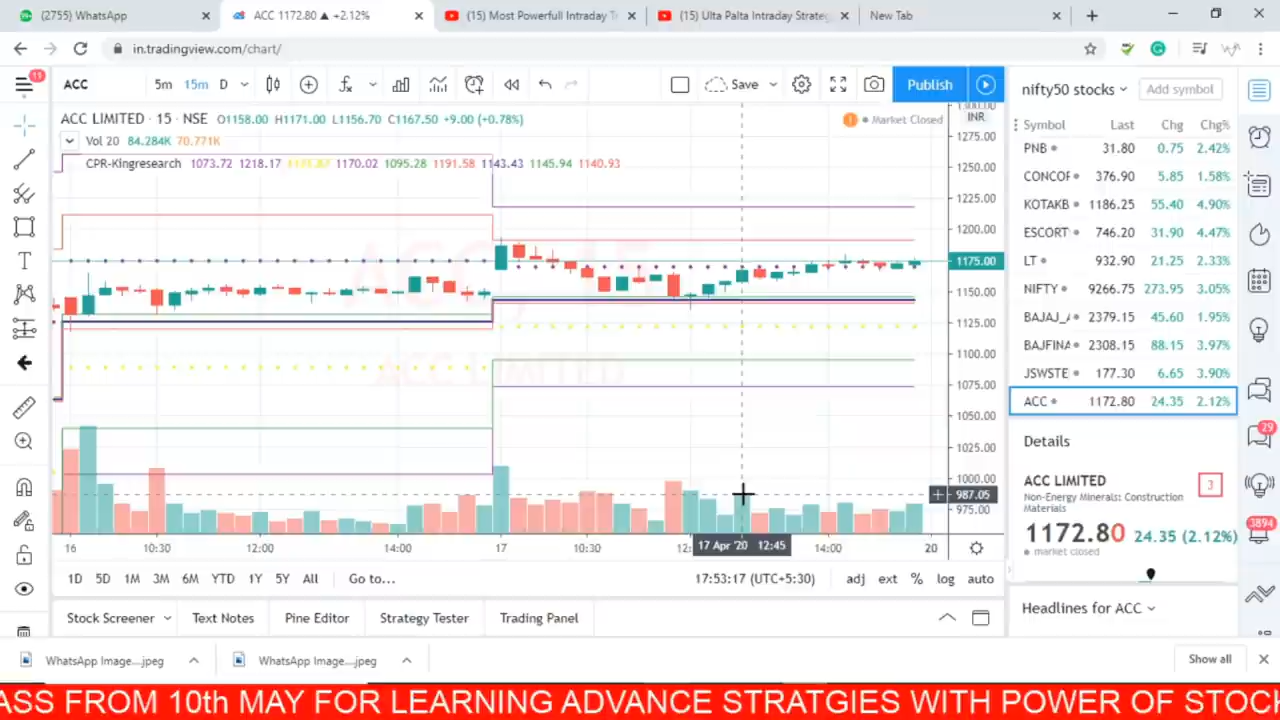 (2755) WhatsApp
ACC 1172.80 ▲ +2.12%
(15) Most Powerfull Intraday T
(15) Ulta Palta Intraday Strateg
New Tab
in.tradingview.com/chart/
11
ACC
5m 15m D
Save
Publish
nifty50 stocks
Add symbol
ACC LIMITED · 15 · NSE O1158.00 H1171.00 L1156.70 C1167.50 +9.00 (+0.78%)
Market Closed
Vol 20 84.284K 70.771K
CPR-Kingresearch 1073.72 1218.17 1170.02 1095.28 1191.58 1143.43 1145.94 1140.93
1300.00
INR
1275.00
1250.00
1225.00
1200.00
1175.00
1150.00
1125.00
1100.00
1075.00
1050.00
1025.00
1000.00
987.05
975.00
ACC LIMITED
16 10:30 12:00 14:00 17 10:30 12: 17 Apr '20 12:45 14:00 20
1D 5D 1M 3M 6M YTD 1Y 5Y All Go to...
17:53:17 (UTC+5:30) adj ext % log auto
Stock Screener Text Notes Pine Editor Strategy Tester Trading Panel
Symbol Last Chg Chg%
PNB 31.80 0.75 2.42%
CONCOR 376.90 5.85 1.58%
KOTAKB 1186.25 55.40 4.90%
ESCORT 746.20 31.90 4.47%
LT 932.90 21.25 2.33%
NIFTY 9266.75 273.95 3.05%
BAJAJ_A 2379.15 45.60 1.95%
BAJFINA 2308.15 88.15 3.97%
JSWSTE 177.30 6.65 3.90%
ACC 1172.80 24.35 2.12%
Details
ACC LIMITED
3
Non-Energy Minerals: Construction
Materials
1172.80 24.35 (2.12%)
market closed
Headlines for ACC
29
3894
WhatsApp Image....jpeg
WhatsApp Image....jpeg
Show all
ASS FROM 10th MAY FOR LEARNING ADVANCE STRATGIES WITH POWER OF STOC